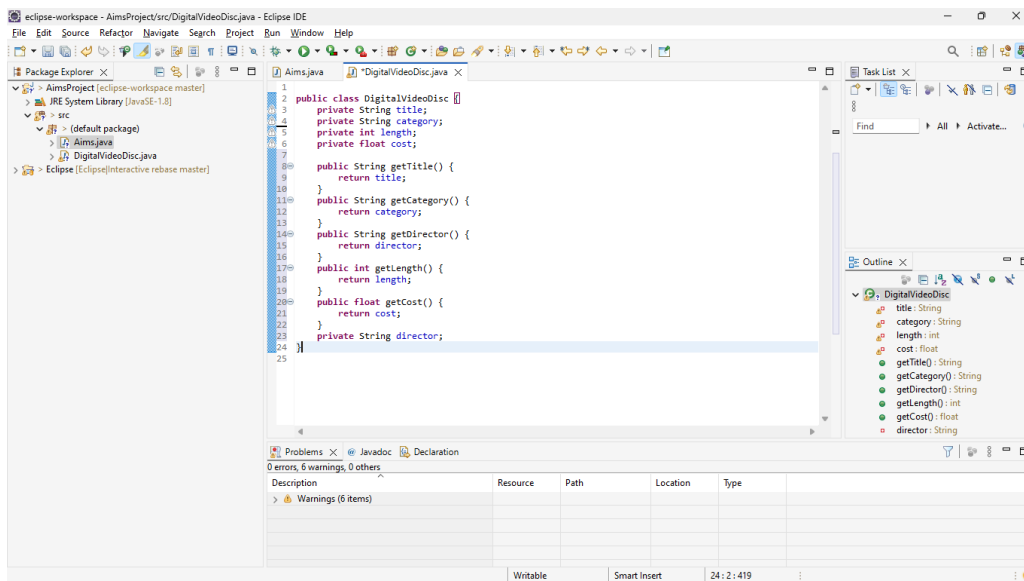 eclipse-workspace - AimsProject/src/DigitalVideoDisc.java - Eclipse IDE
File Edit Source Refactor Navigate Search Project Run Window Help
Package Explorer
AimsProject [eclipse-workspace master]
JRE System Library [JavaSE-1.8]
> src
> (default package)
Aims.java
DigitalVideoDisc.java
> Eclipse [Eclipse|Interactive rebase master]
Aims.java *DigitalVideoDisc.java
1
2 public class DigitalVideoDisc {
3 private String title;
4 private String category;
5 private int length;
6 private float cost;
7
8 public String getTitle() {
9 return title;
10 }
11 public String getCategory() {
12 return category;
13 }
14 public String getDirector() {
15 return director;
16 }
17 public int getLength() {
18 return length;
19 }
20 public float getCost() {
21 return cost;
22 }
23 private String director;
24 }
25
Task List
Find All Activate...
Outline
DigitalVideoDisc
title : String
category : String
length : int
cost : float
getTitle() : String
getCategory() : String
getDirector() : String
getLength() : int
getCost() : float
director : String
Problems @ Javadoc Declaration
0 errors, 6 warnings, 0 others
Description Resource Path Location Type
Warnings (6 items)
Writable Smart Insert 24 : 2 : 419